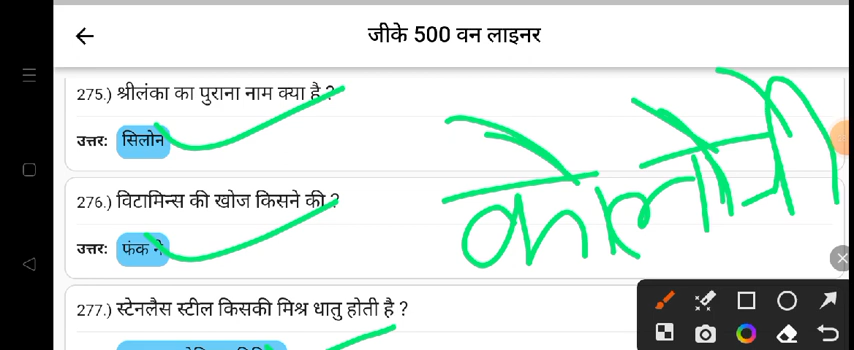 जीके 500 वन लाइनर
275.) श्रीलंका का पुराना नाम क्या है ?
उत्तर: सिलोन
276.) विटामिन्स की खोज किसने की ?
उत्तर: फंक ने
277.) स्टेनलैस स्टील किसकी मिश्र धातु होती है ?